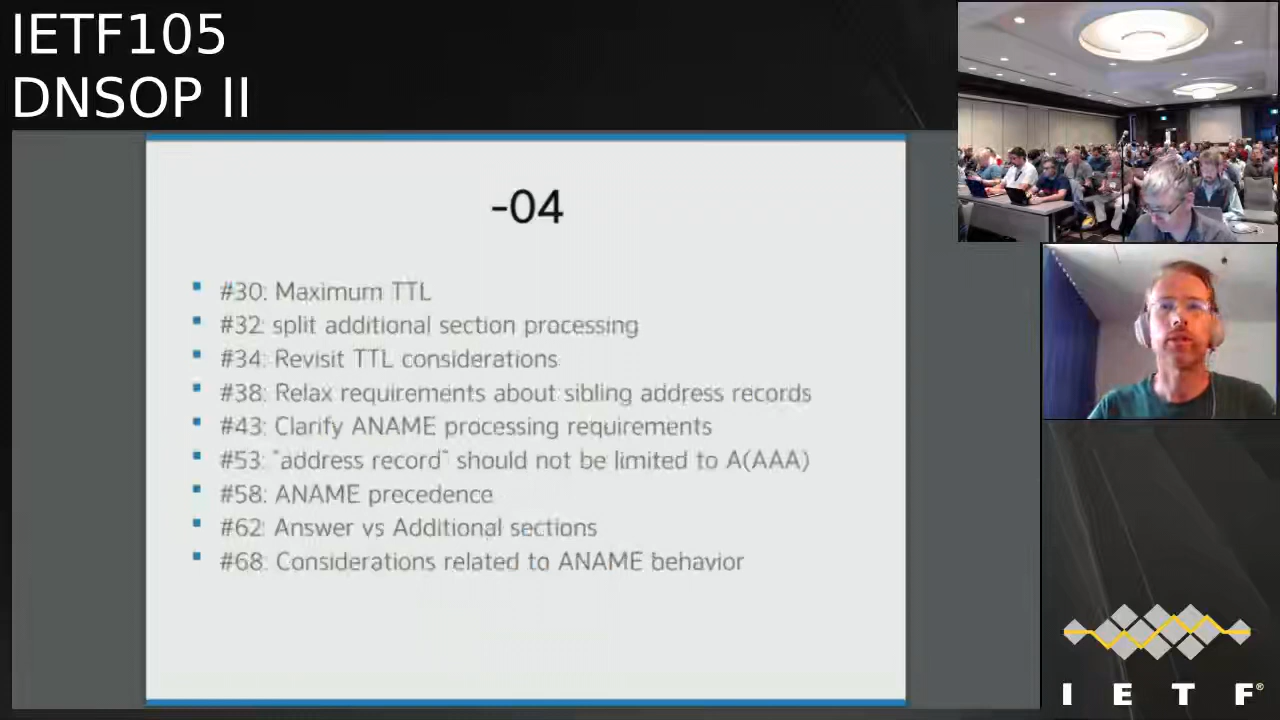 IETF105
DNSOP II
-04
#30: Maximum TTL
#32: split additional section processing
#34: Revisit TTL considerations
#38: Relax requirements about sibling address records
#43: Clarify ANAME processing requirements
#53: "address record" should not be limited to A(AAA)
#58: ANAME precedence
#62: Answer vs Additional sections
#68: Considerations related to ANAME behavior
I E T F®